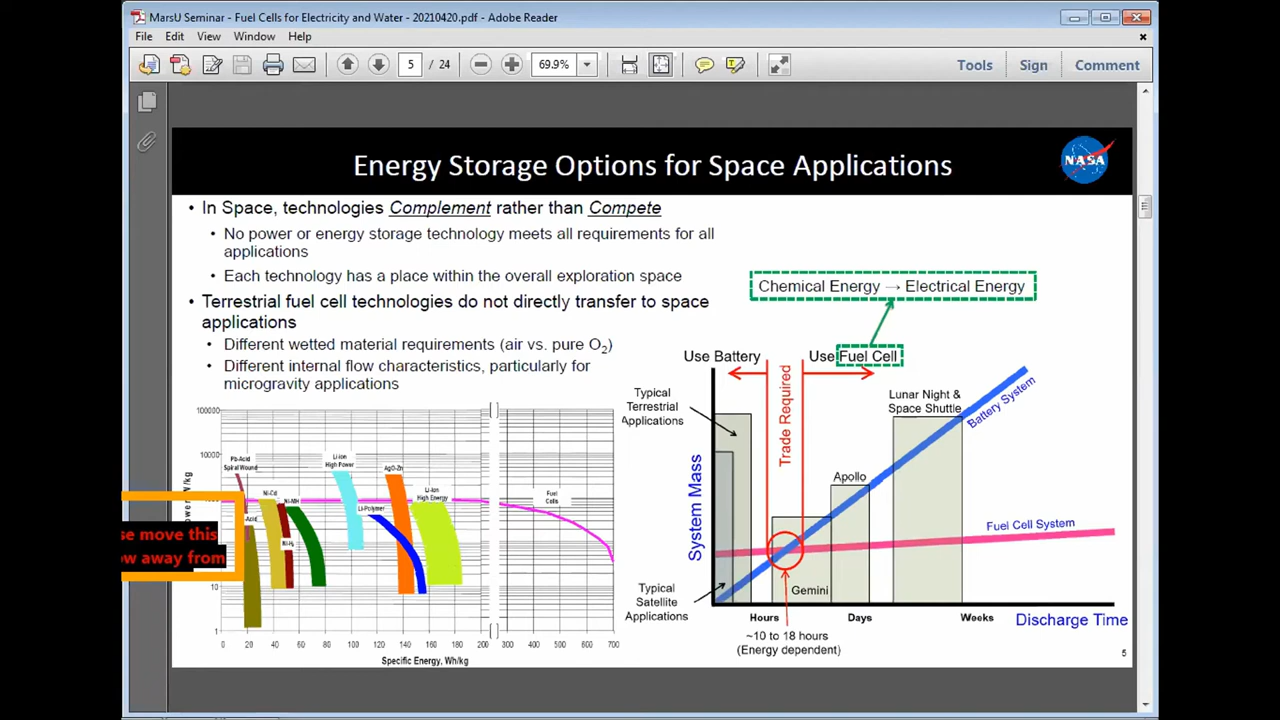 MarsU Seminar - Fuel Cells for Electricity and Water - 20210420.pdf - Adobe Reader
File Edit View Window Help
5 / 24 69.9% Tools Sign Comment
Energy Storage Options for Space Applications
NASA
• In Space, technologies Complement rather than Compete
• No power or energy storage technology meets all requirements for all
applications
• Each technology has a place within the overall exploration space
• Terrestrial fuel cell technologies do not directly transfer to space
applications
• Different wetted material requirements (air vs. pure O2)
• Different internal flow characteristics, particularly for
microgravity applications
Chemical Energy → Electrical Energy
Use Battery
Use Fuel Cell
Trade Required
Typical
Terrestrial
Applications
Lunar Night &
Space Shuttle
Battery System
Apollo
System Mass
Fuel Cell System
Typical
Satellite
Applications
Gemini
Hours Days Weeks
Discharge Time
~10 to 18 hours
(Energy dependent)
100000
10000
10
1
Pb-Acid
Spiral Wound
Ni-Cd
Ni-MH
Li-ion
High Power
AgO-Zn
Li-Polymer
Li-Ion
High Energy
Fuel
Cells
0 20 40 60 80 100 120 140 160 180 200 300 400 500 600 700
Specific Energy, Wh/kg
se move this
ow away from
5